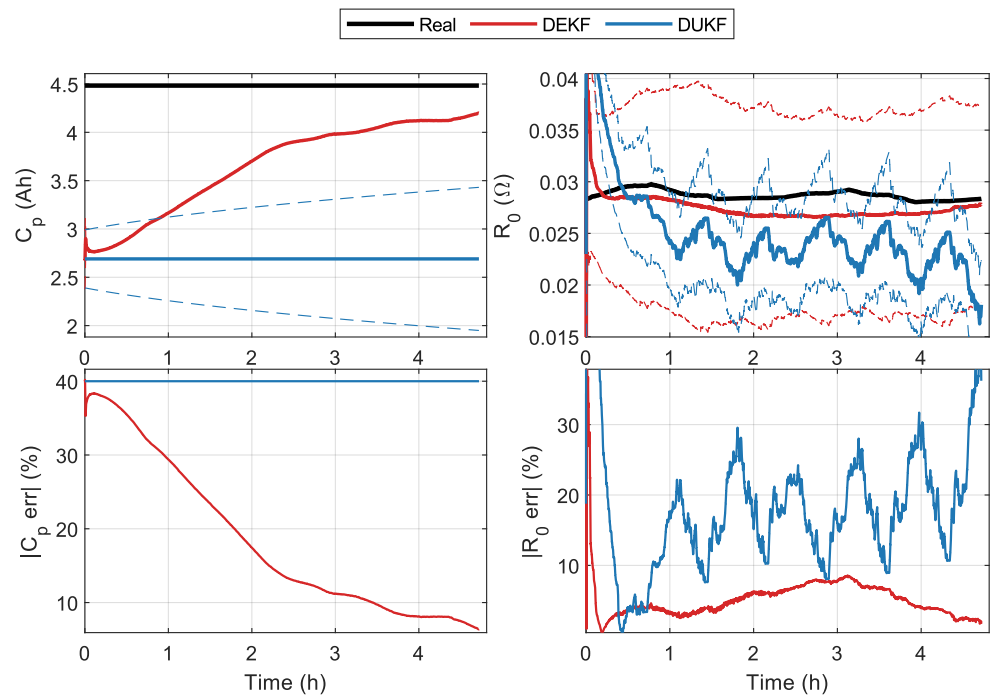 Real DEKF DUKF
C_p (Ah)
4.5
4
3.5
3
2.5
2
0 1 2 3 4
R_0 (Ω)
0.04
0.035
0.03
0.025
0.02
0.015
0 1 2 3 4
|C_p err| (%)
40
30
20
10
0 1 2 3 4
Time (h)
|R_0 err| (%)
30
20
10
0 1 2 3 4
Time (h)